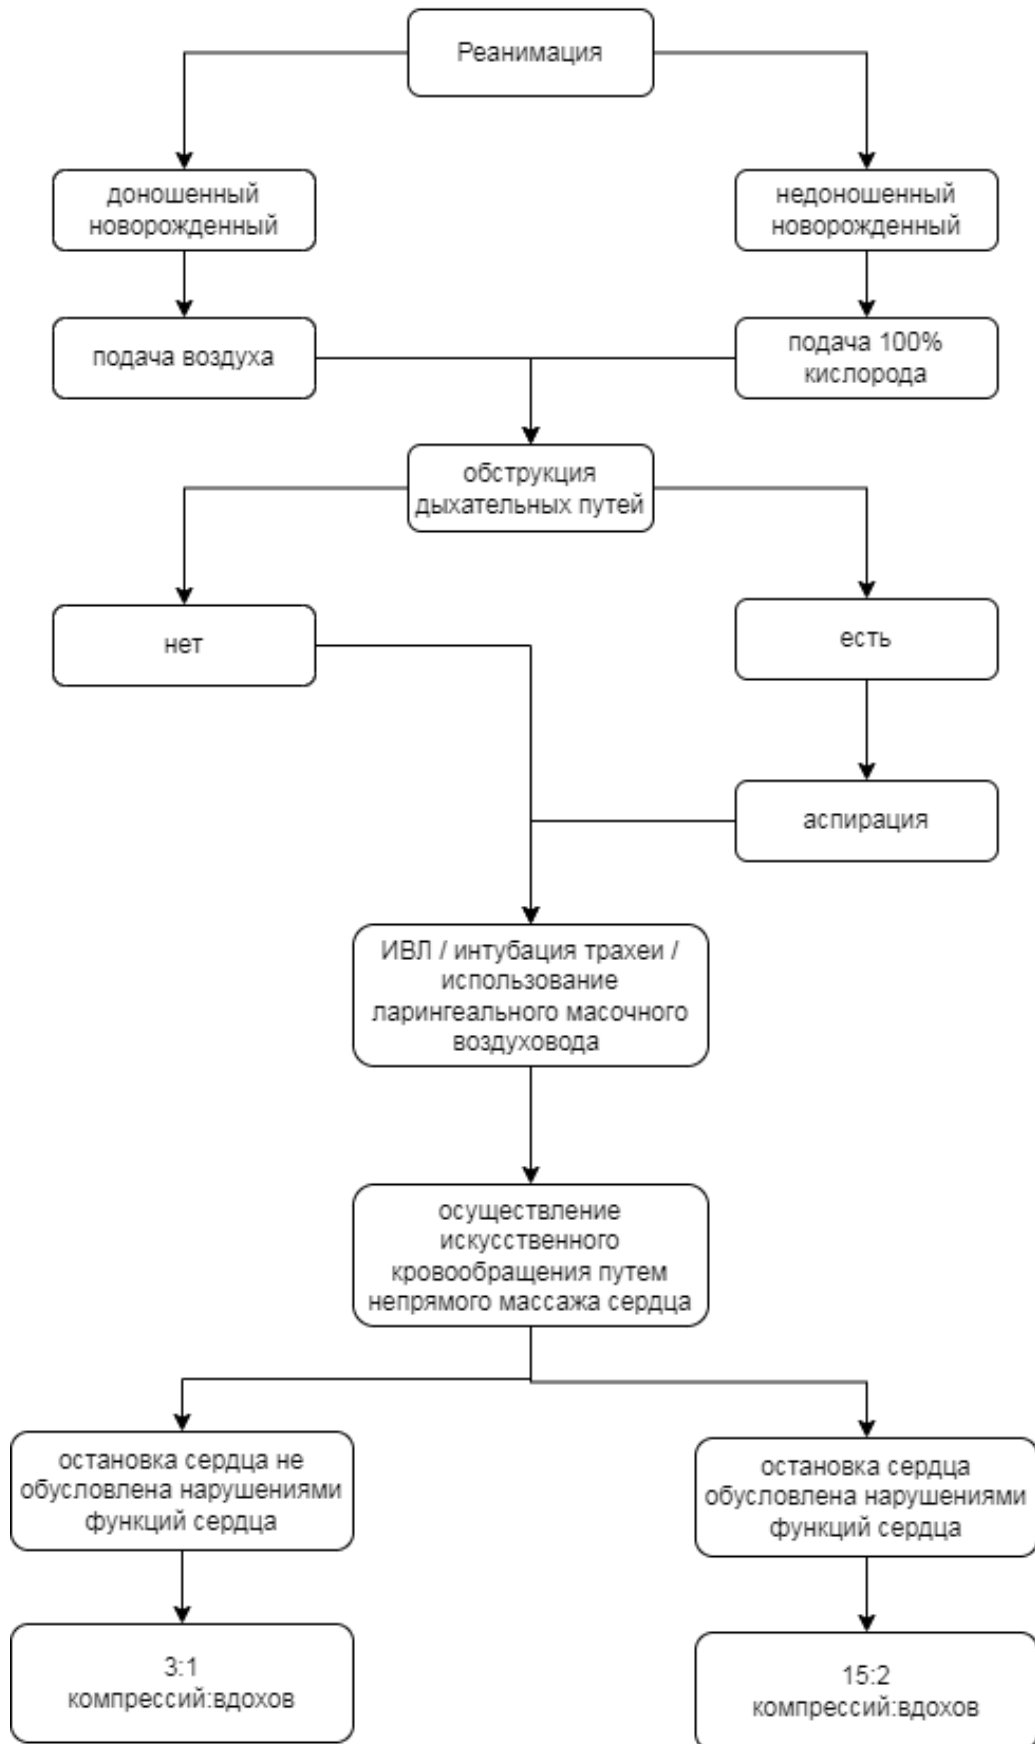 Реанимация
доношенный
новорожденный
недоношенный
новорожденный
подача воздуха
подача 100%
кислорода
обструкция
дыхательных путей
нет
есть
аспирация
ИВЛ / интубация трахеи /
использование
ларингеального масочного
воздуховода
осуществление
искусственного
кровообращения путем
непрямого массажа сердца
остановка сердца не
обусловлена нарушениями
функций сердца
остановка сердца
обусловлена нарушениями
функций сердца
3:1
компрессий:вдохов
15:2
компрессий:вдохов